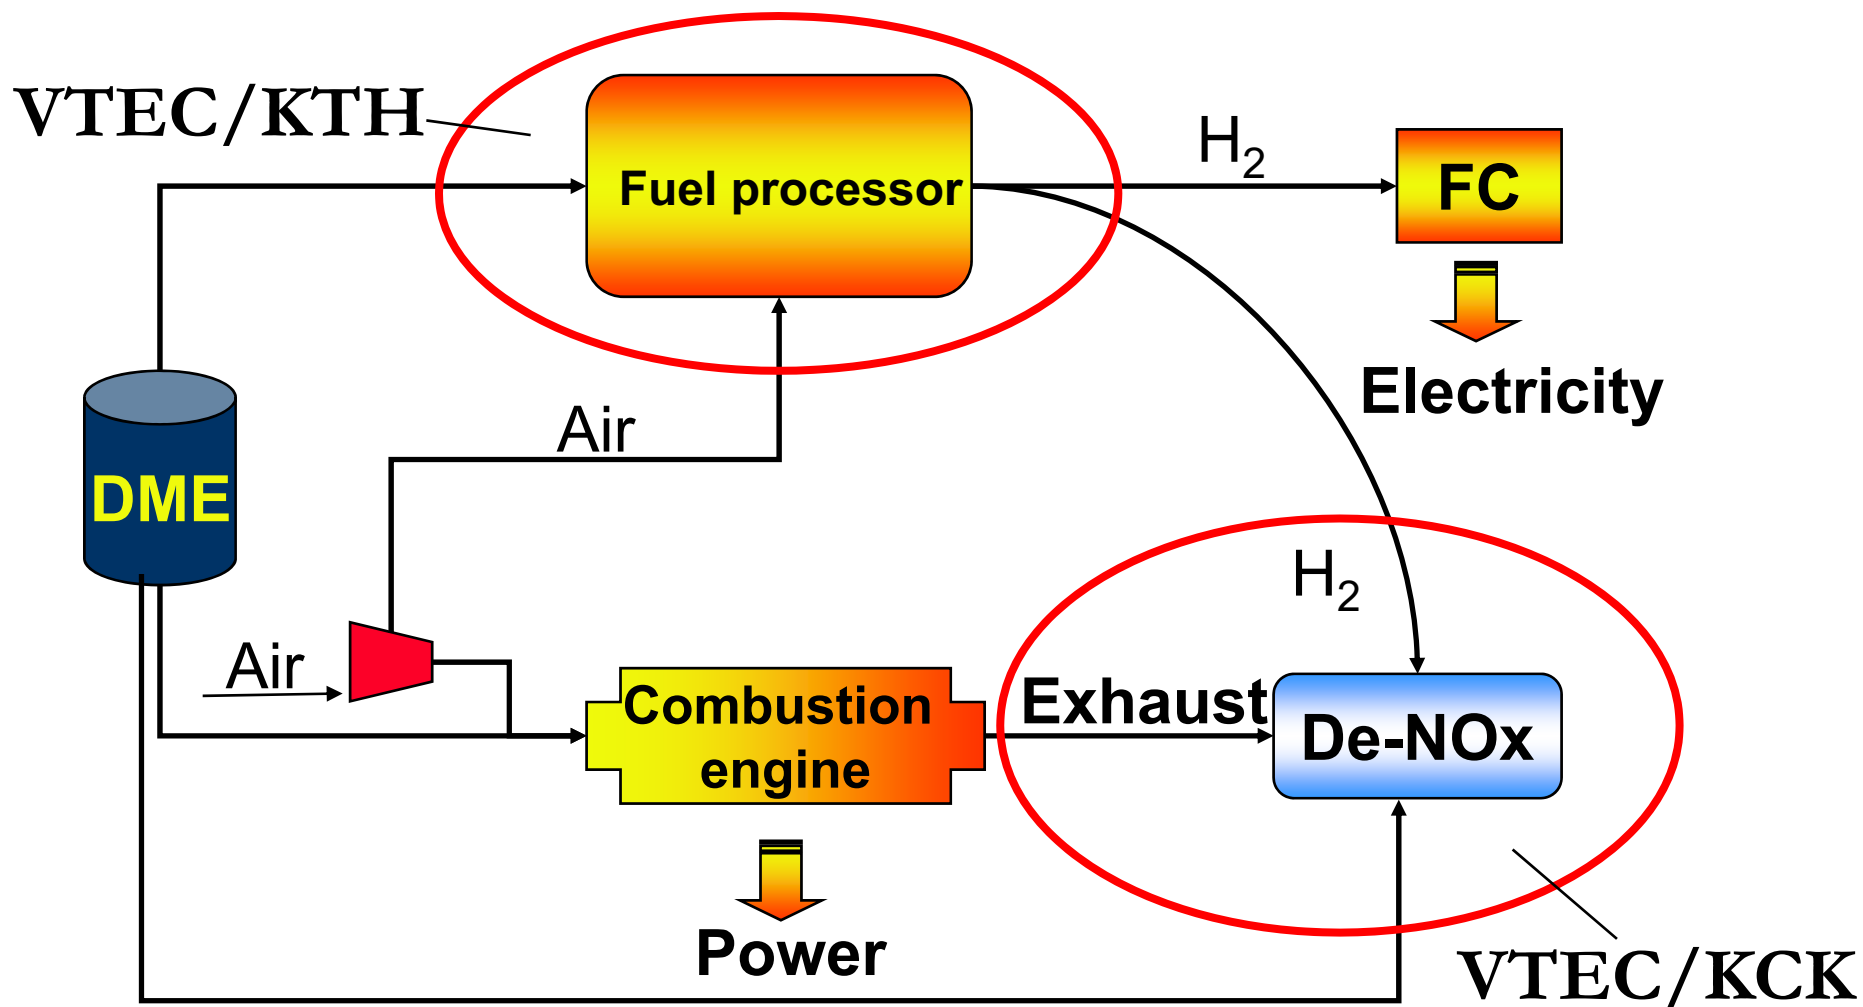 VTEC/KTH
Fuel processor
H2
FC
Electricity
Air
DME
H2
Air
Combustion
engine
Exhaust
De-NOx
Power
VTEC/KCK